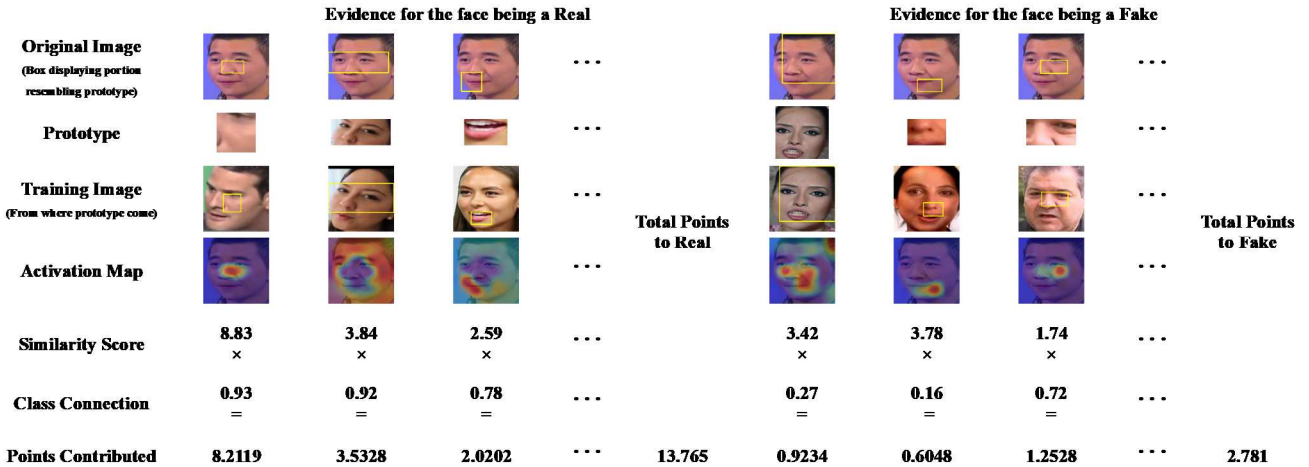 Evidence for the face being a Real
Evidence for the face being a Fake
Original Image
(Box displaying portion
resembling prototype)
...
...
Prototype
...
...
Training Image
(From where prototype come)
...
...
Total Points
to Real
Total Points
to Fake
Activation Map
...
...
Similarity Score
8.83 3.84 2.59 ... 3.42 3.78 1.74 ...
× × × × × ×
Class Connection
0.93 0.92 0.78 ... 0.27 0.16 0.72 ...
= = = = = =
Points Contributed 8.2119 3.5328 2.0202 ... 13.765 0.9234 0.6048 1.2528 ... 2.781